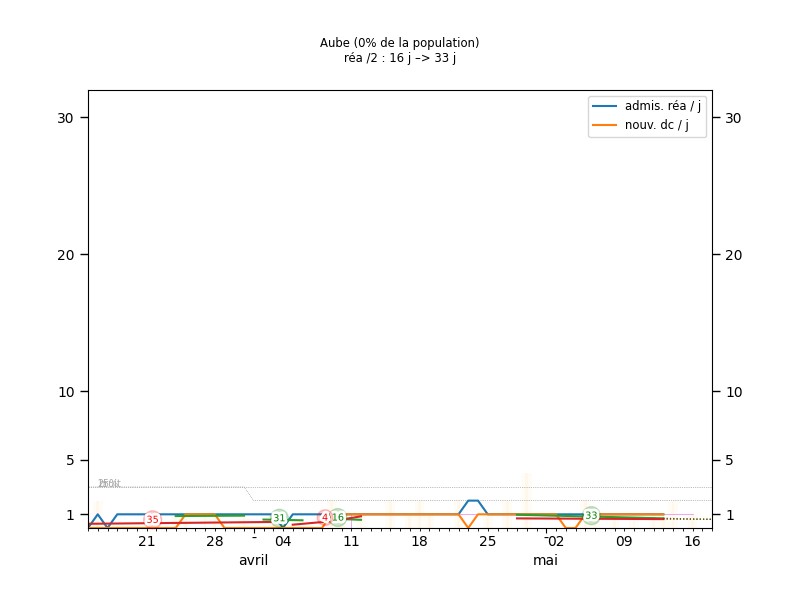 Aube (0% de la population)
réa /2 : 16 j –> 33 j
admis. réa / j
nouv. dc / j
30 30
20 20
10 10
5 5
1 1
35 31 4 16 33
21 28 - 04 11 18 25 - 02 09 16
avril mai